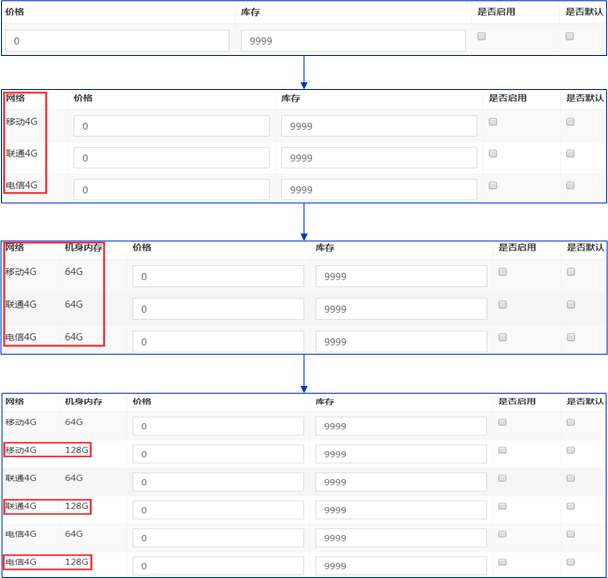 价格 库存 是否启用 是否默认
0 9999
网络 价格 库存 是否启用 是否默认
移动4G 0 9999
联通4G 0 9999
电信4G 0 9999
网络 机身内存 价格 库存 是否启用 是否默认
移动4G 64G 0 9999
联通4G 64G 0 9999
电信4G 64G 0 9999
网络 机身内存 价格 库存 是否启用 是否默认
移动4G 64G 0 9999
移动4G 128G 0 9999
联通4G 64G 0 9999
联通4G 128G 0 9999
电信4G 64G 0 9999
电信4G 128G 0 9999